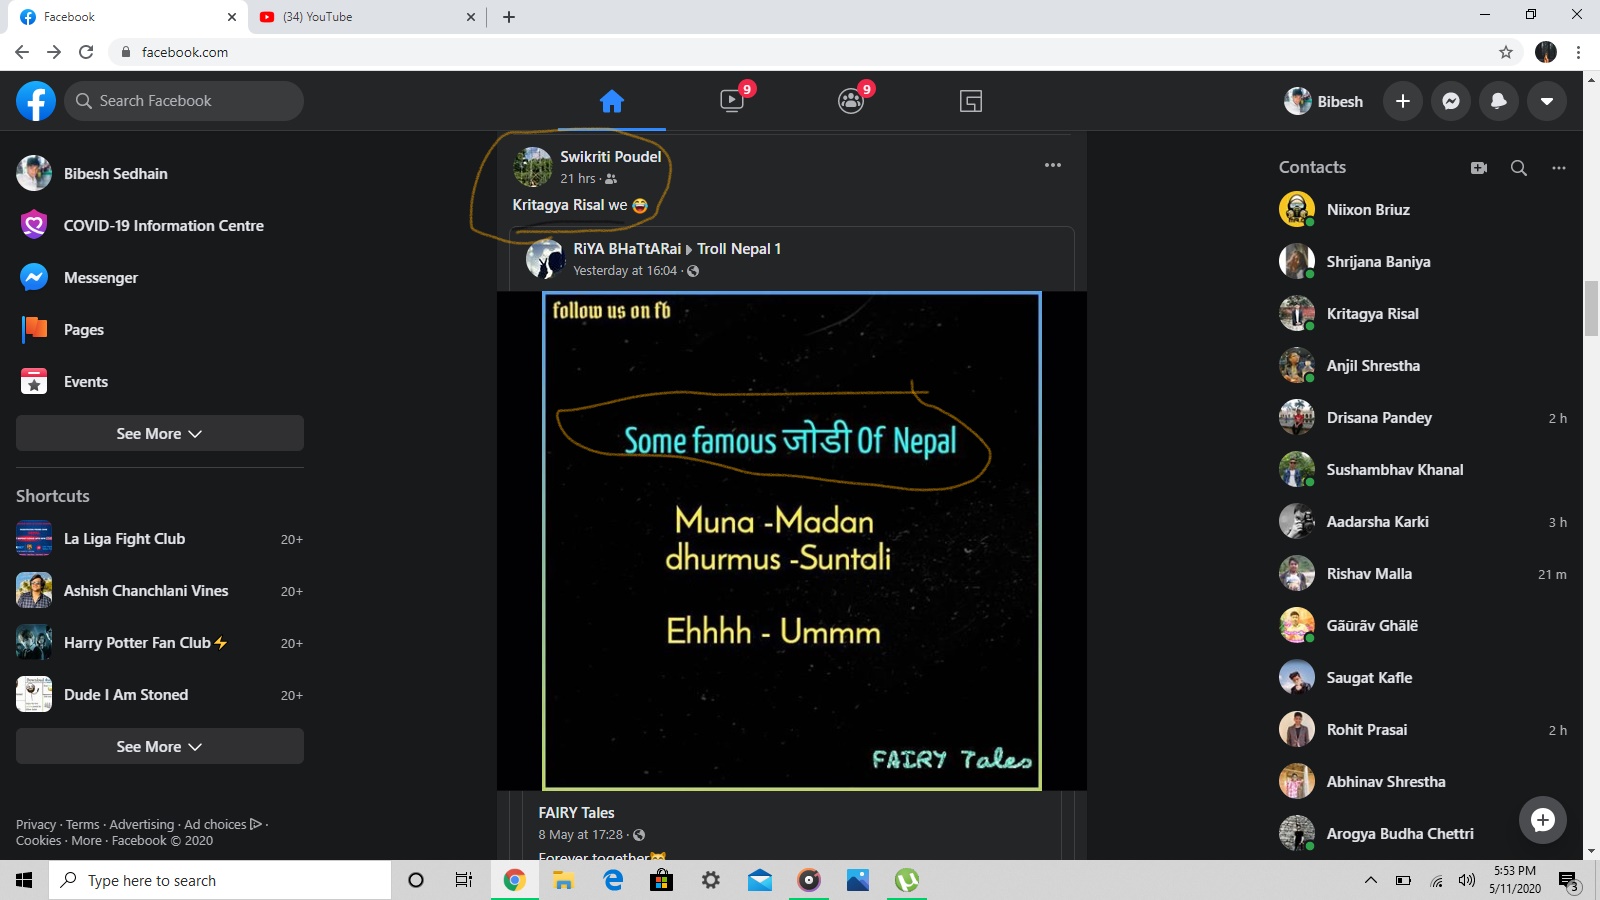 Facebook
(34) YouTube
facebook.com
Search Facebook
9
9
Bibesh
Bibesh Sedhain
COVID-19 Information Centre
Messenger
Pages
Events
See More
Shortcuts
La Liga Fight Club 20+
Ashish Chanchlani Vines 20+
Harry Potter Fan Club⚡ 20+
Dude I Am Stoned 20+
See More
Privacy · Terms · Advertising · Ad choices ·
Cookies · More · Facebook © 2020
Swikriti Poudel
21 hrs ·
Kritagya Risal we 😂
RiYA BHaTtARai ▸ Troll Nepal 1
Yesterday at 16:04 ·
follow us on fb
Some famous जोडी Of Nepal
Muna -Madan
dhurmus -Suntali
Ehhhh - Ummm
FAIRY Tales
FAIRY Tales
8 May at 17:28 ·
Forever together😸
Contacts
Niixon Briuz
Shrijana Baniya
Kritagya Risal
Anjil Shrestha
Drisana Pandey 2 h
Sushambhav Khanal
Aadarsha Karki 3 h
Rishav Malla 21 m
Gãūrãv Ghãlë
Saugat Kafle
Rohit Prasai 2 h
Abhinav Shrestha
Arogya Budha Chettri
Type here to search
5:53 PM
5/11/2020
3